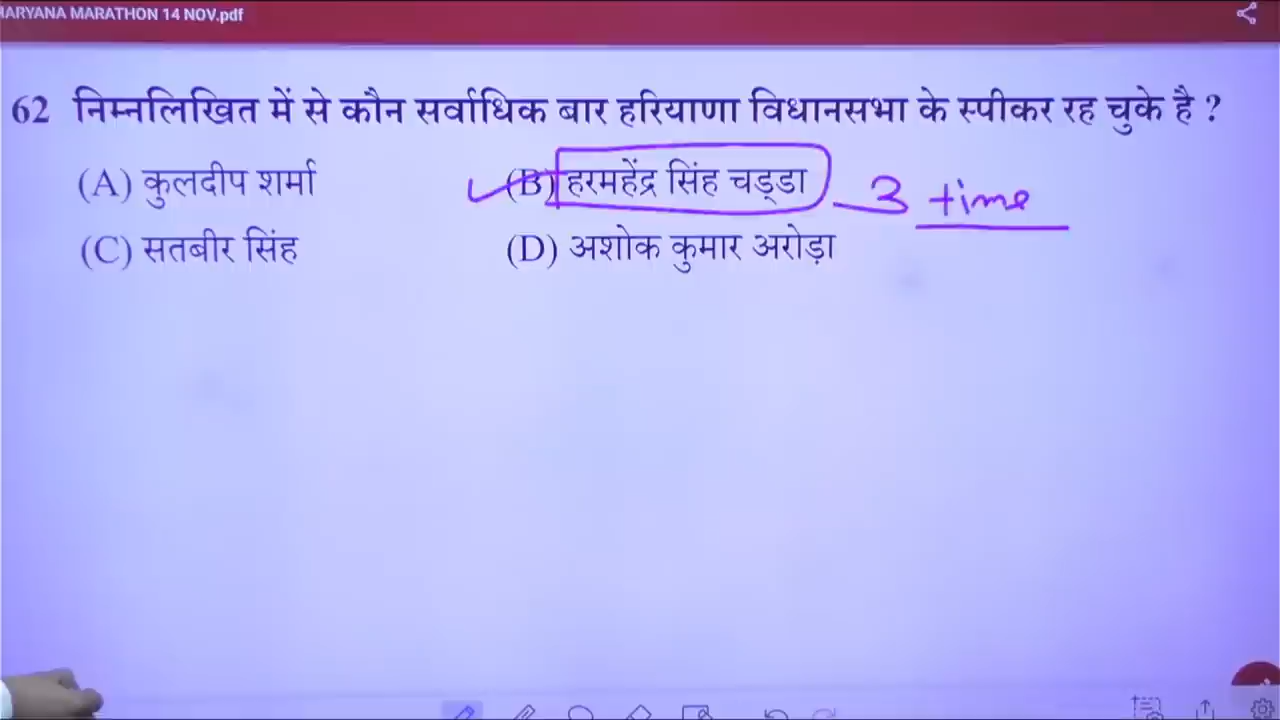 HARYANA MARATHON 14 NOV.pdf
62 निम्नलिखित में से कौन सर्वाधिक बार हरियाणा विधानसभा के स्पीकर रह चुके है ?
(A) कुलदीप शर्मा (B) हरमहेंद्र सिंह चड्डा 3 time
(C) सतबीर सिंह (D) अशोक कुमार अरोड़ा